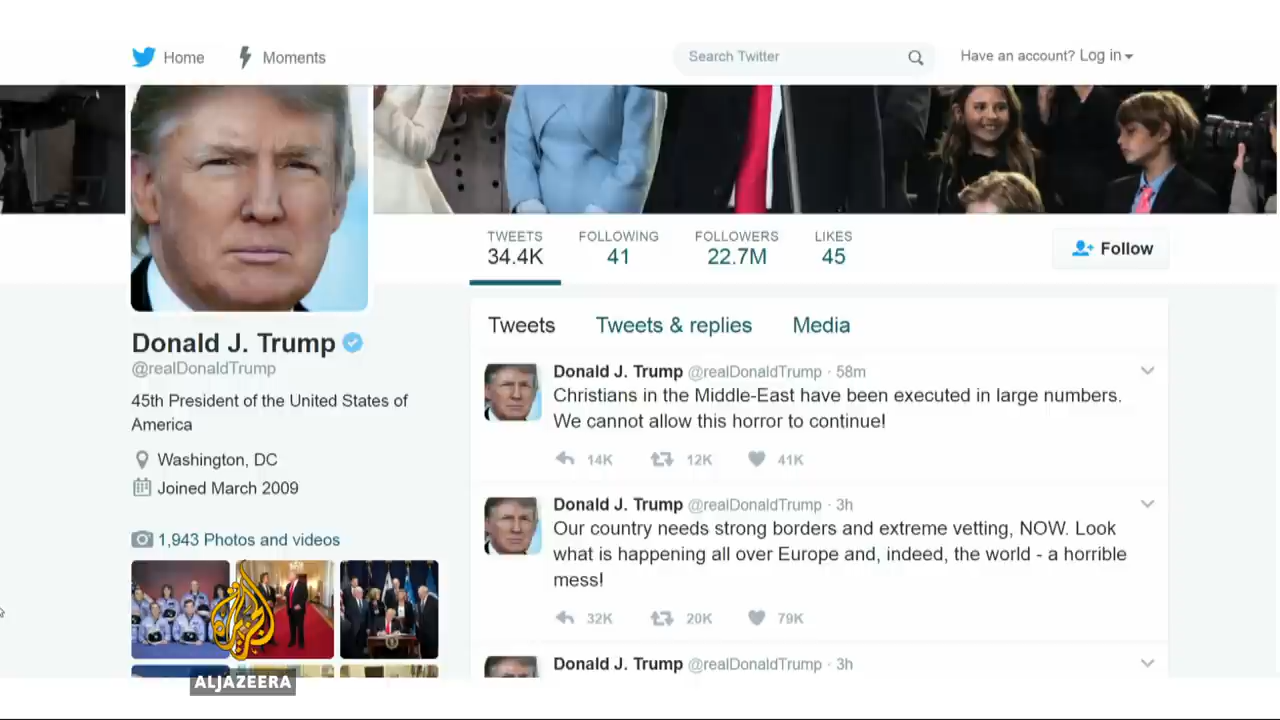 Home
Moments
Search Twitter
Have an account? Log in
TWEETS
34.4K
FOLLOWING
41
FOLLOWERS
22.7M
LIKES
45
Follow
Donald J. Trump
@realDonaldTrump
45th President of the United States of
America
Washington, DC
Joined March 2009
1,943 Photos and videos
Tweets
Tweets & replies
Media
Donald J. Trump @realDonaldTrump · 58m
Christians in the Middle-East have been executed in large numbers.
We cannot allow this horror to continue!
14K
12K
41K
Donald J. Trump @realDonaldTrump · 3h
Our country needs strong borders and extreme vetting, NOW. Look
what is happening all over Europe and, indeed, the world - a horrible
mess!
32K
20K
79K
Donald J. Trump @realDonaldTrump · 3h
الجزيرة
ALJAZEERA